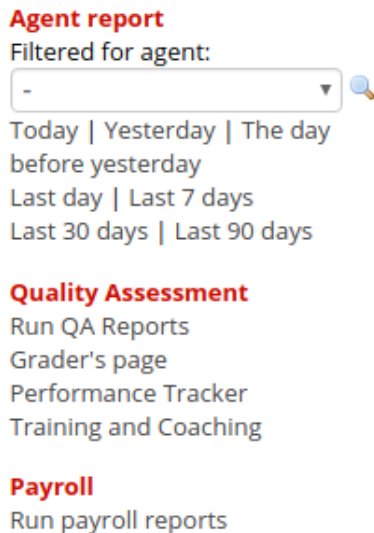 Agent report
Filtered for agent:
-
Today | Yesterday | The day
before yesterday
Last day | Last 7 days
Last 30 days | Last 90 days
Quality Assessment
Run QA Reports
Grader's page
Performance Tracker
Training and Coaching
Payroll
Run payroll reports